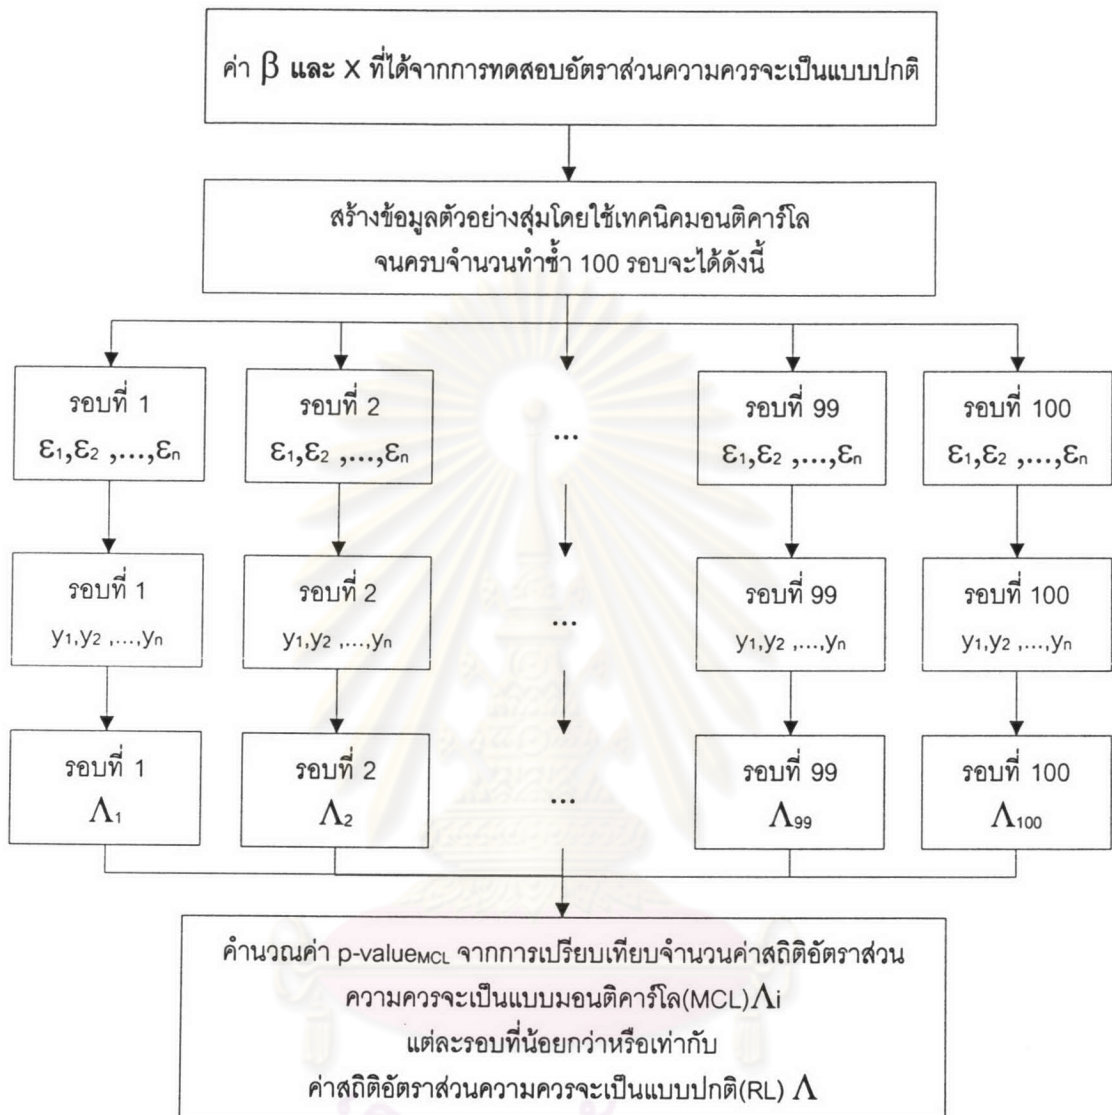 ค่า β และ X ที่ได้จากการทดสอบอัตราส่วนความควรจะเป็นแบบปกติ
สร้างข้อมูลตัวอย่างสุ่มโดยใช้เทคนิคมอนติคาร์โล
จนครบจำนวนทำซ้ำ 100 รอบจะได้ดังนี้
รอบที่ 1
ε₁,ε₂ ,...,εₙ
รอบที่ 2
ε₁,ε₂ ,...,εₙ
...
รอบที่ 99
ε₁,ε₂ ,...,εₙ
รอบที่ 100
ε₁,ε₂ ,...,εₙ
รอบที่ 1
y₁,y₂ ,...,yₙ
รอบที่ 2
y₁,y₂ ,...,yₙ
...
รอบที่ 99
y₁,y₂ ,...,yₙ
รอบที่ 100
y₁,y₂ ,...,yₙ
รอบที่ 1
Λ₁
รอบที่ 2
Λ₂
...
รอบที่ 99
Λ₉₉
รอบที่ 100
Λ₁₀₀
คำนวณค่า p-valueMCL จากการเปรียบเทียบจำนวนค่าสถิติอัตราส่วน
ความควรจะเป็นแบบมอนติคาร์โล(MCL)Λi
แต่ละรอบที่น้อยกว่าหรือเท่ากับ
ค่าสถิติอัตราส่วนความควรจะเป็นแบบปกติ(RL) Λ